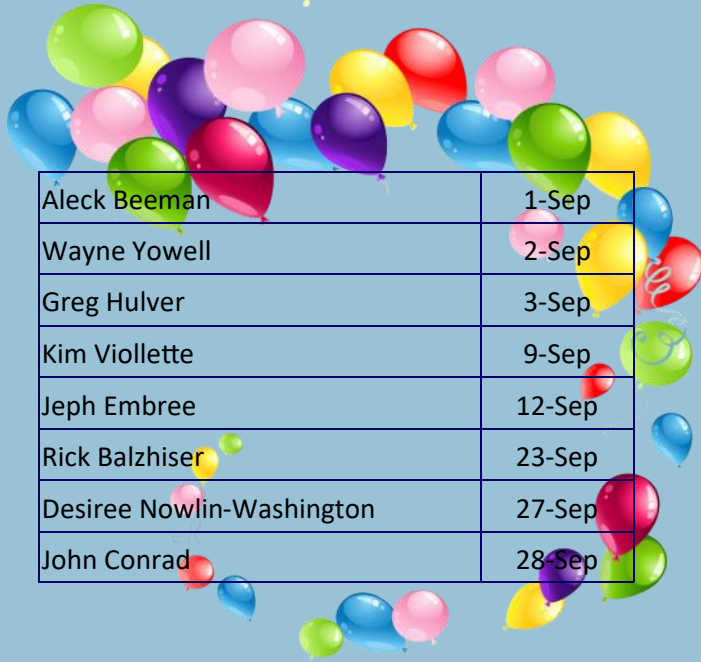 Aleck Beeman 1-Sep
Wayne Yowell 2-Sep
Greg Hulver 3-Sep
Kim Viollette 9-Sep
Jeph Embree 12-Sep
Rick Balzhiser 23-Sep
Desiree Nowlin-Washington 27-Sep
John Conrad 28-Sep